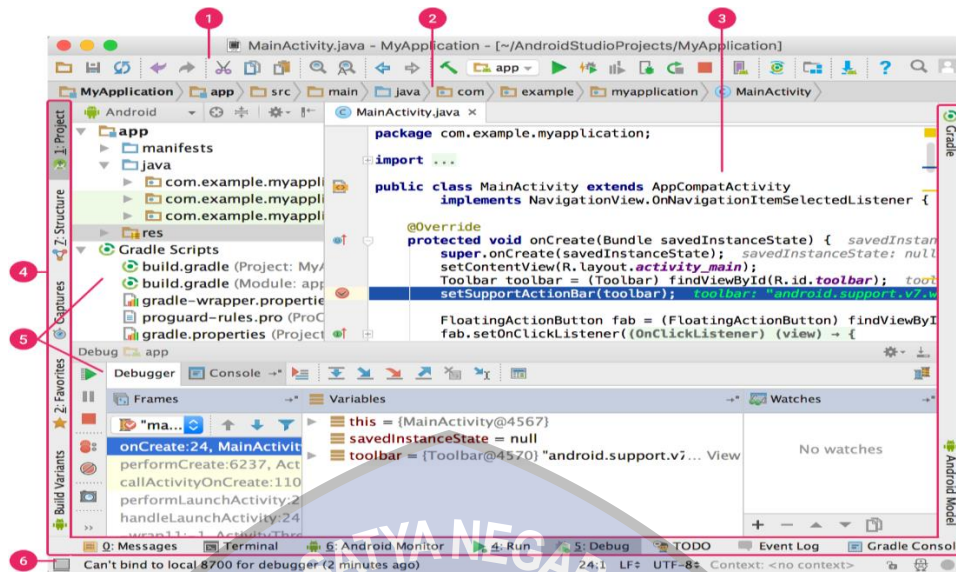 1 2 3
MainActivity.java - MyApplication - [~/AndroidStudioProjects/MyApplication]
app
MyApplication app src main java com example myapplication MainActivity
Android
MainActivity.java ×
1: Project
Z: Structure
Captures
2: Favorites
Build Variants
4
5
6
app
manifests
java
com.example.myappli
com.example.myappli
com.example.myappli
res
Gradle Scripts
build.gradle (Project: My
build.gradle (Module: app
gradle-wrapper.propertie
proguard-rules.pro (ProC
gradle.properties (Project
package com.example.myapplication;
import ...
public class MainActivity extends AppCompatActivity
implements NavigationView.OnNavigationItemSelectedListener {
@Override
protected void onCreate(Bundle savedInstanceState) { savedInstan
super.onCreate(savedInstanceState); savedInstanceState: null
setContentView(R.layout.activity_main);
Toolbar toolbar = (Toolbar) findViewById(R.id.toolbar); tool
setSupportActionBar(toolbar); toolbar: "android.support.v7.w
FloatingActionButton fab = (FloatingActionButton) findViewByI
fab.setOnClickListener((OnClickListener) (view) → {
Gradle
Android Model
Debug app
Debugger Console
Frames Variables Watches
"ma...
onCreate:24, MainActivit
performCreate:6237, Act
callActivityOnCreate:110
performLaunchActivity:2
handleLaunchActivity:24
-wrap11:-1, ActivityThre
this = {MainActivity@4567}
savedInstanceState = null
toolbar = {Toolbar@4570} "android.support.v7... View
No watches
0: Messages Terminal 6: Android Monitor 4: Run 5: Debug TODO Event Log Gradle Consol
Can't bind to local 8700 for debugger (2 minutes ago) 24:1 LF÷ UTF-8÷ Context: <no context>